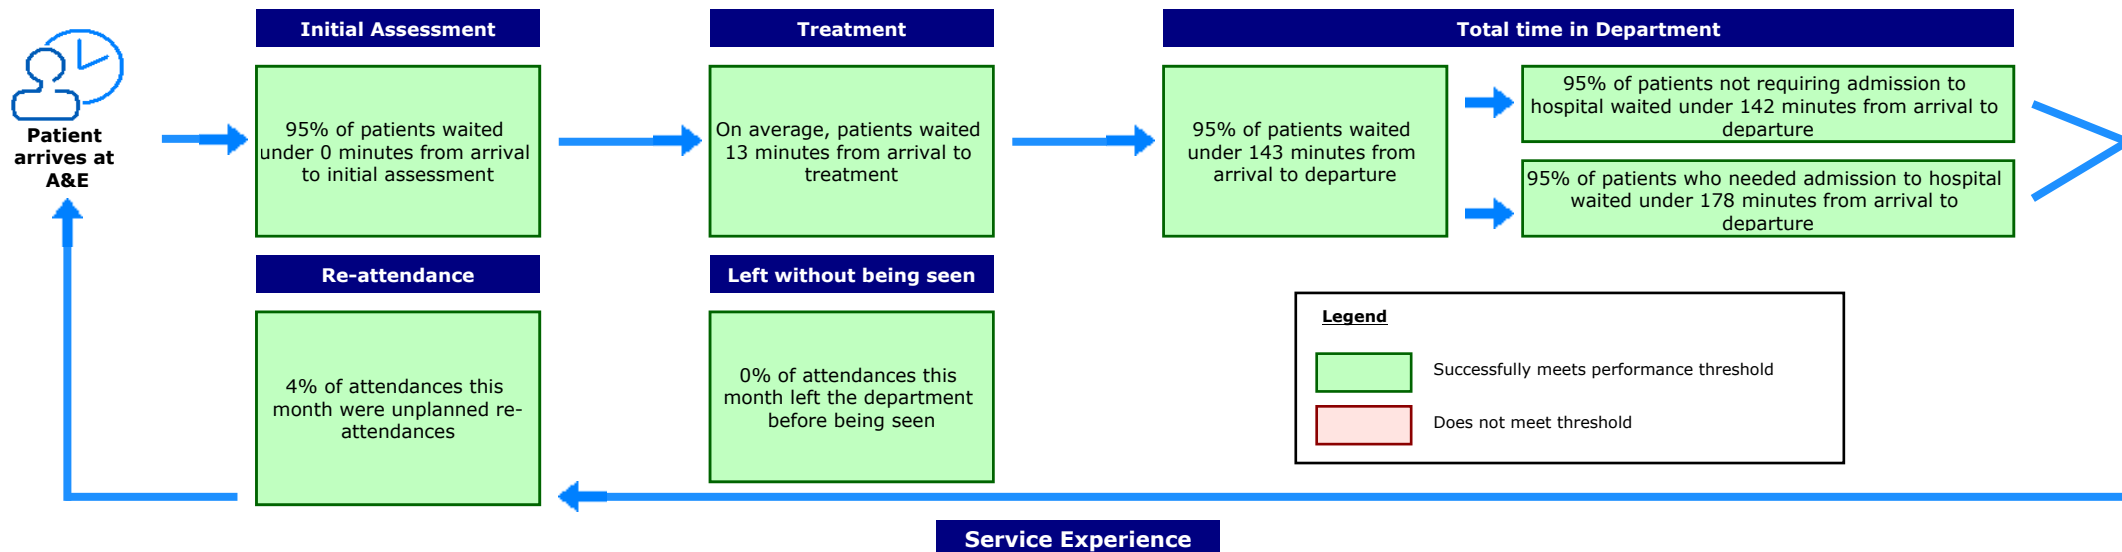 Patient
arrives at
A&E
Initial Assessment
95% of patients waited
under 0 minutes from arrival
to initial assessment
Treatment
On average, patients waited
13 minutes from arrival to
treatment
Total time in Department
95% of patients waited
under 143 minutes from
arrival to departure
95% of patients not requiring admission to
hospital waited under 142 minutes from arrival to
departure
95% of patients who needed admission to hospital
waited under 178 minutes from arrival to
departure
Re-attendance
4% of attendances this
month were unplanned re-
attendances
Left without being seen
0% of attendances this
month left the department
before being seen
Legend
Successfully meets performance threshold
Does not meet threshold
Service Experience